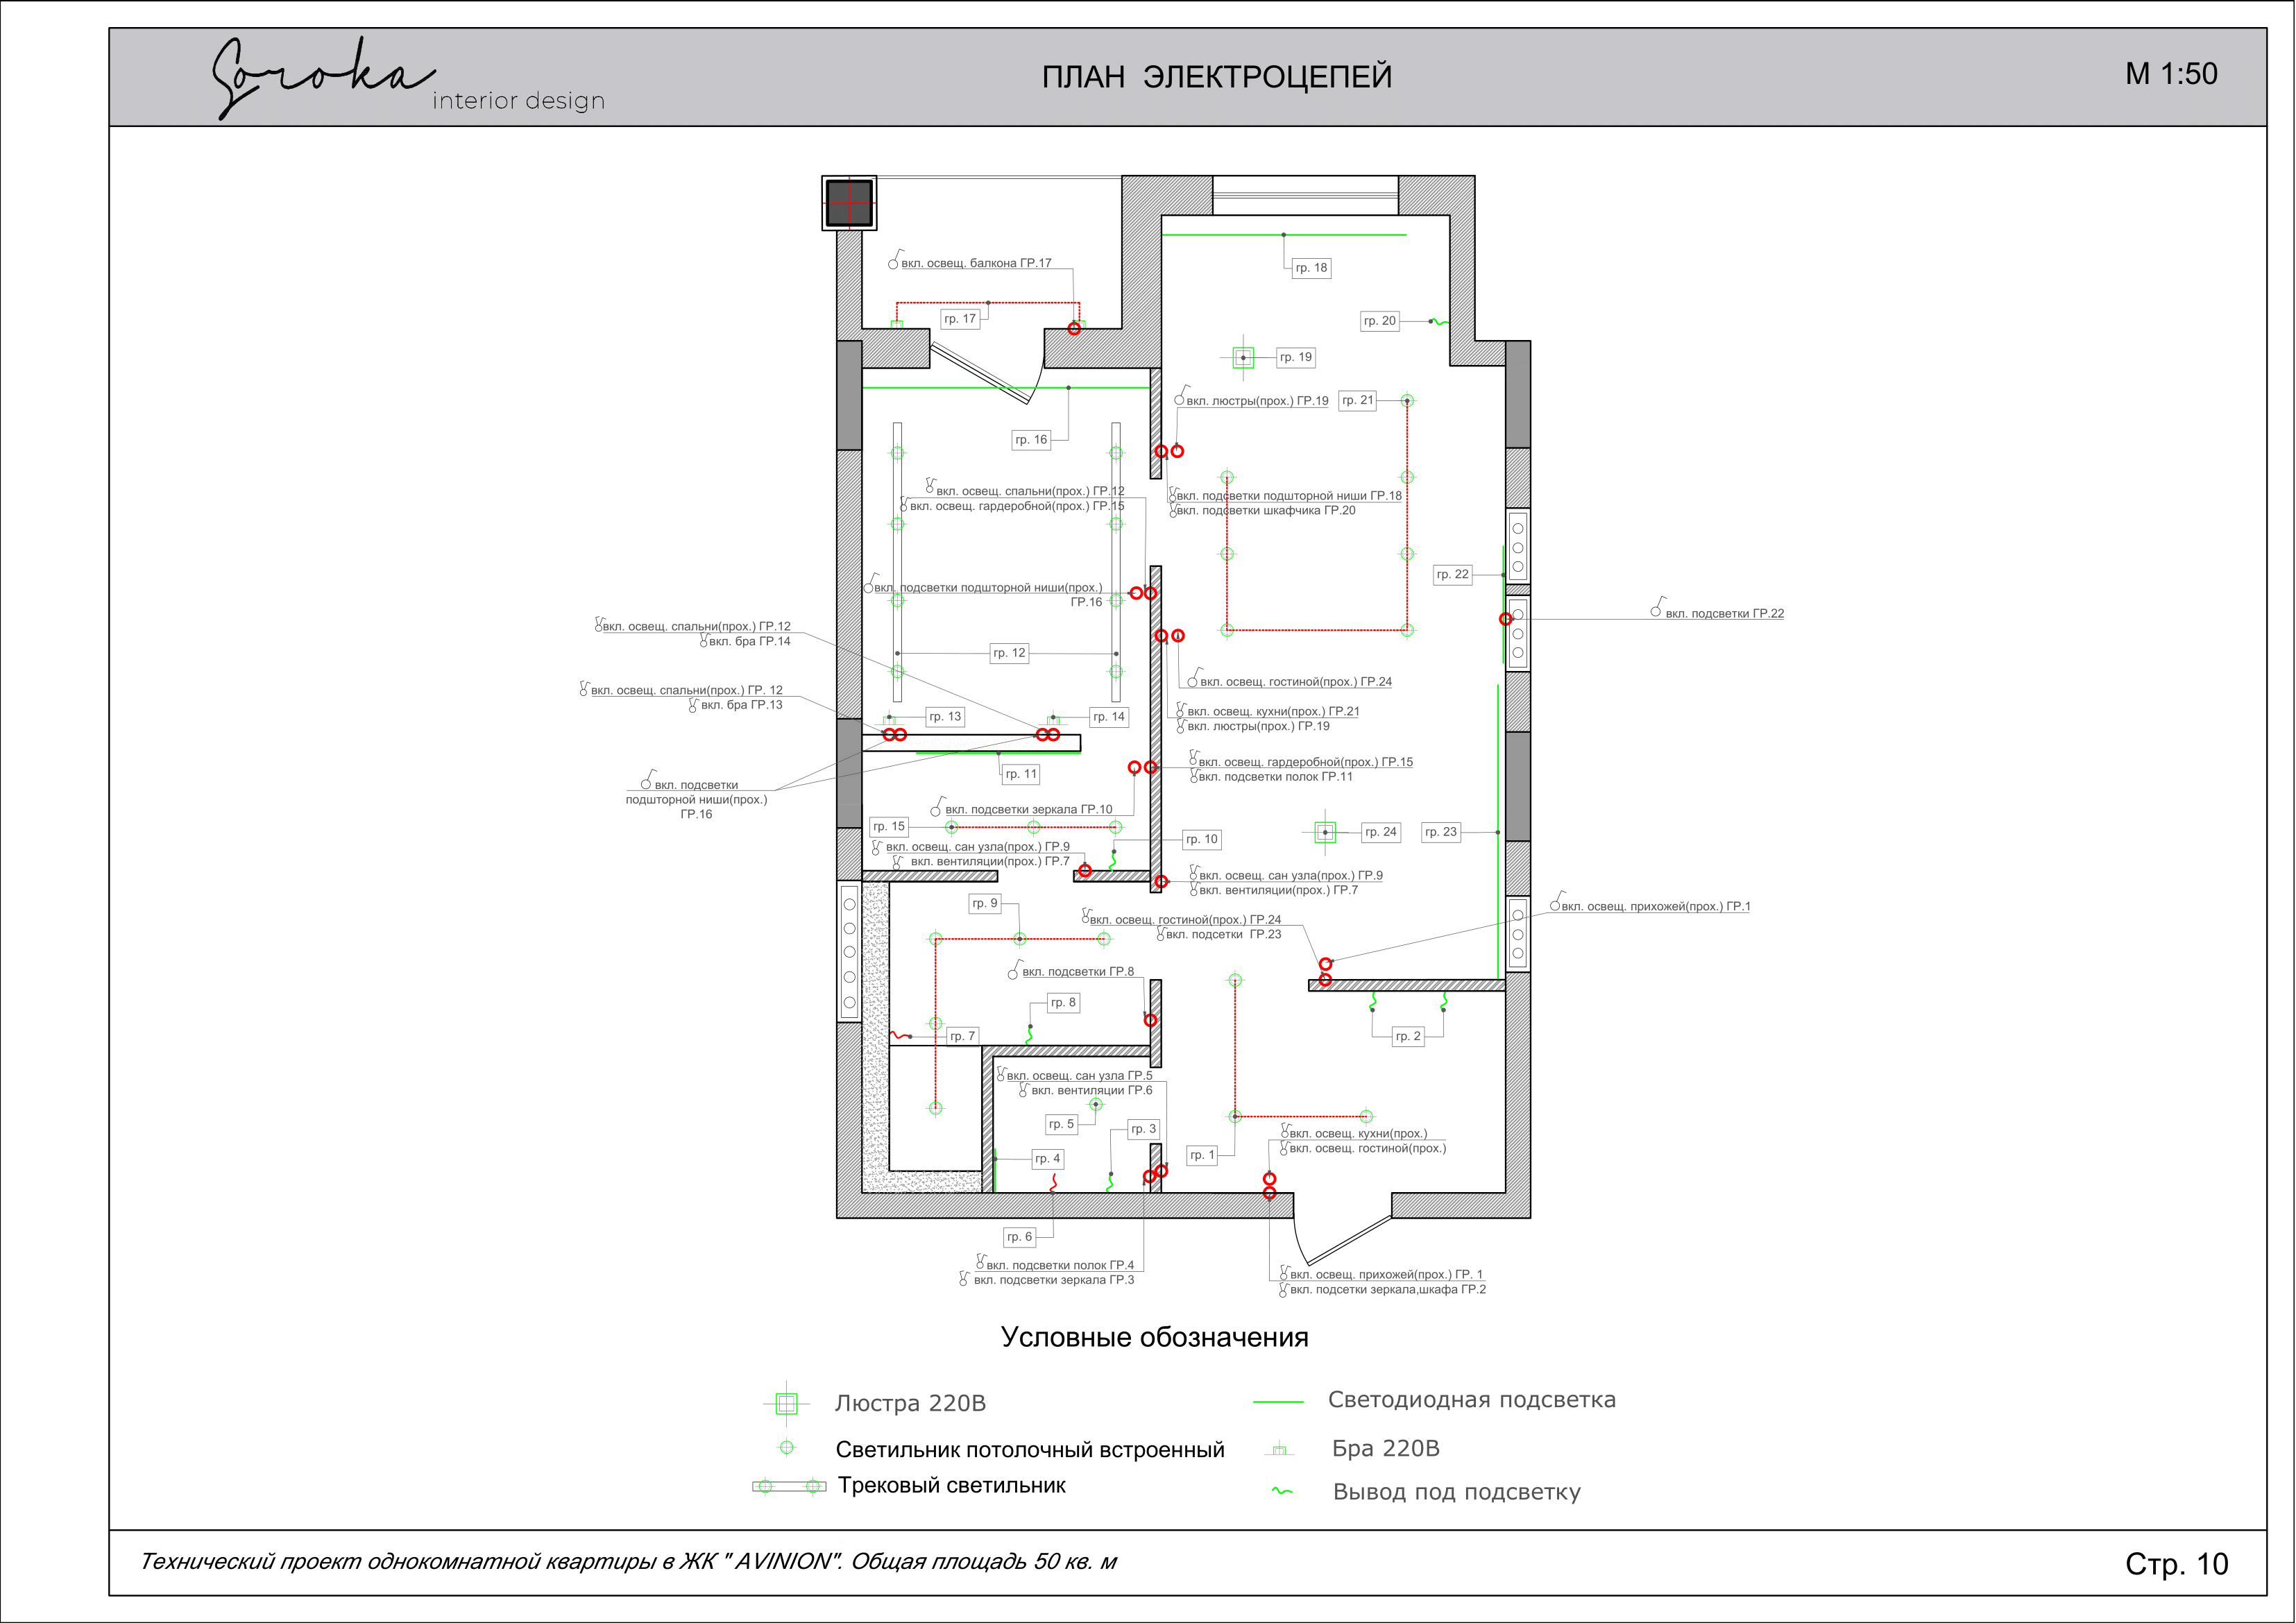 Soroka
interior design
ПЛАН ЭЛЕКТРОЦЕПЕЙ
М 1:50
вкл. освещ. балкона ГР.17
гр. 17
гр. 18
гр. 20
гр. 19
вкл. люстры(прох.) ГР.19
гр. 21
гр. 16
вкл. освещ. спальни(прох.) ГР.12
вкл. освещ. гардеробной(прох.) ГР.15
вкл. подсветки подшторной ниши ГР.18
вкл. подсветки шкафчика ГР.20
гр. 22
вкл. подсветки подшторной ниши(прох.)
ГР.16
вкл. подсветки ГР.22
вкл. освещ. спальни(прох.) ГР.12
вкл. бра ГР.14
гр. 12
вкл. освещ. гостиной(прох.) ГР.24
вкл. освещ. спальни(прох.) ГР. 12
вкл. бра ГР.13
гр. 13
гр. 14
вкл. освещ. кухни(прох.) ГР.21
вкл. люстры(прох.) ГР.19
вкл. освещ. гардеробной(прох.) ГР.15
вкл. подсветки полок ГР.11
гр. 11
вкл. подсветки
подшторной ниши(прох.)
ГР.16
вкл. подсветки зеркала ГР.10
гр. 15
гр. 10
гр. 24
гр. 23
вкл. освещ. сан узла(прох.) ГР.9
вкл. вентиляции(прох.) ГР.7
вкл. освещ. сан узла(прох.) ГР.9
вкл. вентиляции(прох.) ГР.7
гр. 9
вкл. освещ. гостиной(прох.) ГР.24
вкл. подсетки ГР.23
вкл. освещ. прихожей(прох.) ГР.1
вкл. подсветки ГР.8
гр. 8
гр. 7
гр. 2
вкл. освещ. сан узла ГР.5
вкл. вентиляции ГР.6
гр. 5
гр. 3
гр. 4
гр. 1
вкл. освещ. кухни(прох.)
вкл. освещ. гостиной(прох.)
гр. 6
вкл. подсветки полок ГР.4
вкл. подсветки зеркала ГР.3
вкл. освещ. прихожей(прох.) ГР. 1
вкл. подсетки зеркала,шкафа ГР.2
Условные обозначения
Люстра 220В
Светодиодная подсветка
Светильник потолочный встроенный
Бра 220В
Трековый светильник
Вывод под подсветку
Технический проект однокомнатной квартиры в ЖК " AVINION". Общая площадь 50 кв. м
Стр. 10